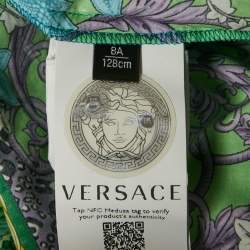 8A
128cm
VERSACE
Tap NFC Medusa tag to verify
your product's authenticity